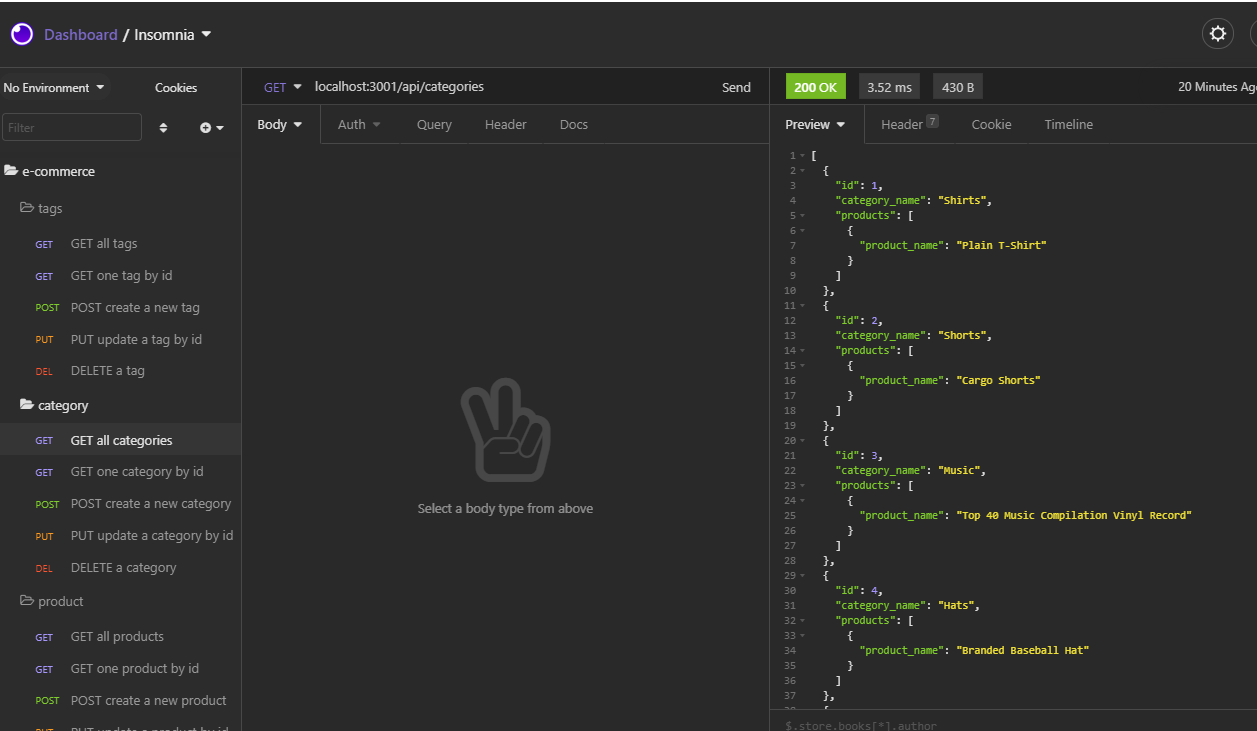 Dashboard / Insomnia
No Environment
Cookies
Filter
e-commerce
tags
GET GET all tags
GET GET one tag by id
POST POST create a new tag
PUT PUT update a tag by id
DEL DELETE a tag
category
GET GET all categories
GET GET one category by id
POST POST create a new category
PUT PUT update a category by id
DEL DELETE a category
product
GET GET all products
GET GET one product by id
POST POST create a new product
PUT PUT update a product by id
GET localhost:3001/api/categories Send
Body Auth Query Header Docs
Select a body type from above
200 OK 3.52 ms 430 B 20 Minutes Ago
Preview Header 7 Cookie Timeline
1 [
2 {
3 "id": 1,
4 "category_name": "Shirts",
5 "products": [
6 {
7 "product_name": "Plain T-Shirt"
8 }
9 ]
10 },
11 {
12 "id": 2,
13 "category_name": "Shorts",
14 "products": [
15 {
16 "product_name": "Cargo Shorts"
17 }
18 ]
19 },
20 {
21 "id": 3,
22 "category_name": "Music",
23 "products": [
24 {
25 "product_name": "Top 40 Music Compilation Vinyl Record"
26 }
27 ]
28 },
29 {
30 "id": 4,
31 "category_name": "Hats",
32 "products": [
33 {
34 "product_name": "Branded Baseball Hat"
35 }
36 ]
37 },
38 {
$.store.books[*].author